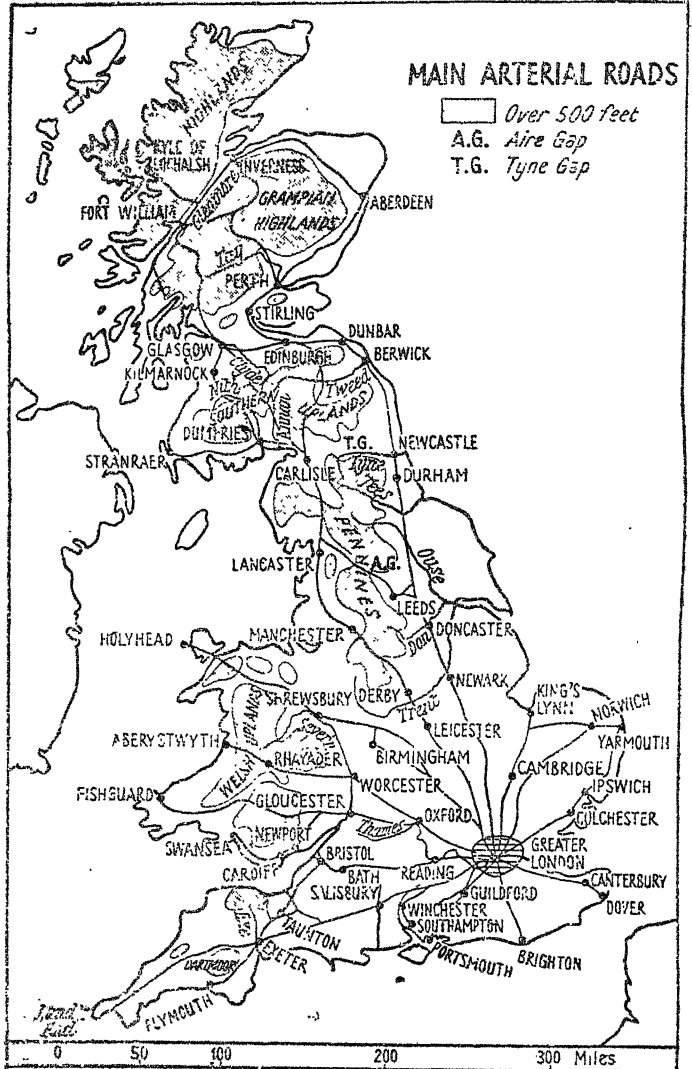 MAIN ARTERIAL ROADS
Over 500 feet
A.G. Aire Gap
T.G. Tyne Gap
HIGHLANDS
KYLE OF
LOCHALSH
INVERNESS
Glenmore
GRAMPIAN
HIGHLANDS
ABERDEEN
FORT WILLIAM
Tay
PERTH
STIRLING
DUNBAR
GLASGOW
EDINBURGH
BERWICK
KILMARNOCK
Clyde
Nith
Tweed
SOUTHERN
UPLANDS
Annan
DUMFRIES
T.G.
NEWCASTLE
STRANRAER
CARLISLE
Tyne
DURHAM
Tees
PENNINES
LANCASTER
A.G.
Ouse
LEEDS
MANCHESTER
Don
DONCASTER
HOLYHEAD
DERBY
NEWARK
KING'S
LYNN
NORWICH
SHREWSBURY
Trent
LEICESTER
YARMOUTH
ABERYSTWYTH
WELSH UPLANDS
Severn
RHAYADER
BIRMINGHAM
CAMBRIDGE
WORCESTER
IPSWICH
FISHGUARD
GLOUCESTER
OXFORD
COLCHESTER
Thames
NEWPORT
GREATER
LONDON
SWANSEA
CARDIFF
BRISTOL
BATH
READING
CANTERBURY
SALISBURY
GUILDFORD
DOVER
WINCHESTER
SOUTHAMPTON
TAUNTON
Exe
EXETER
PORTSMOUTH
BRIGHTON
DARTMOOR
PLYMOUTH
Land's
End
0 50 100 200 300 Miles